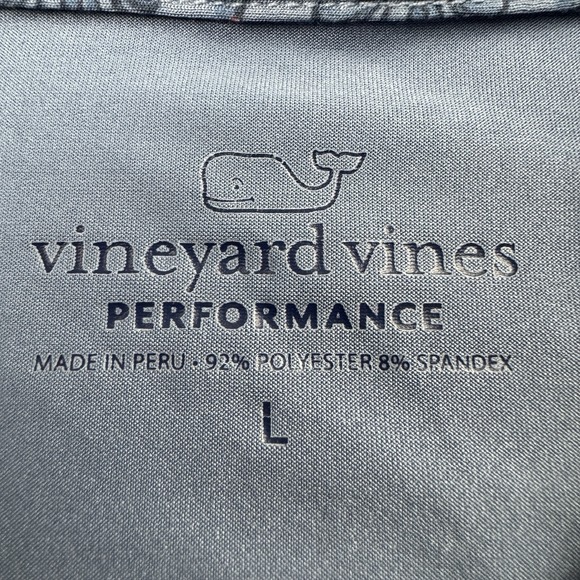 vineyard vines
PERFORMANCE
MADE IN PERU • 92% POLYESTER 8% SPANDEX
L